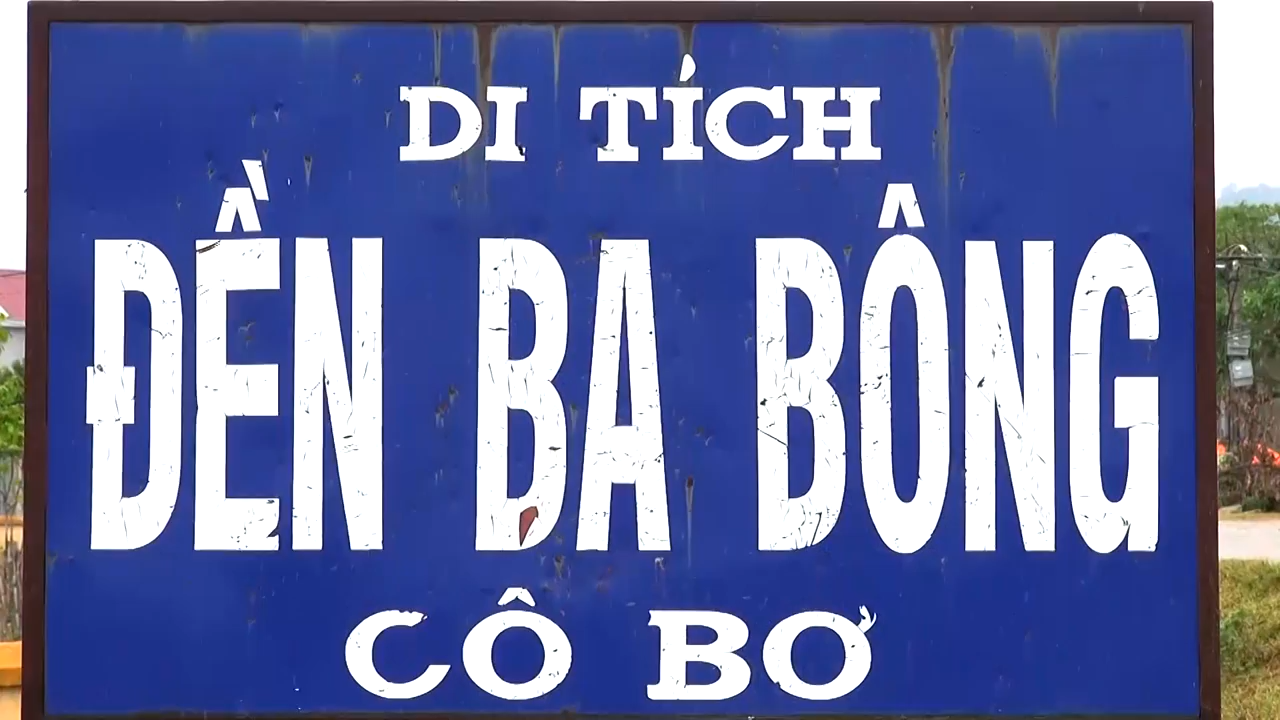 DI TÍCH
ĐỀN BA BÔNG
CÔ BƠ